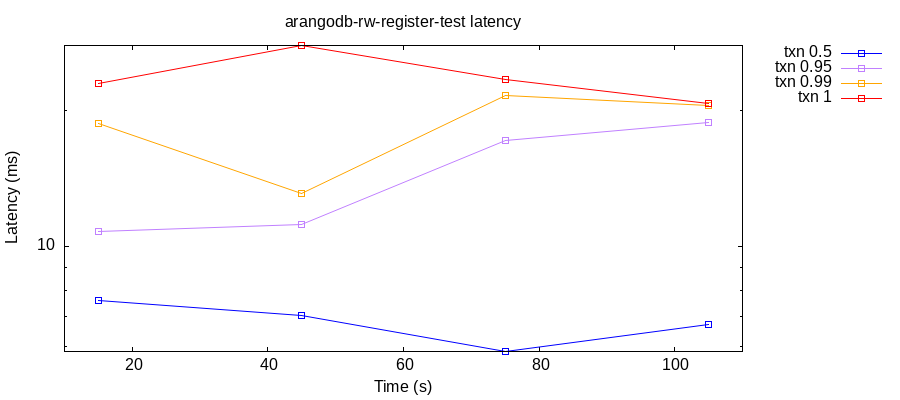 arangodb-rw-register-test latency
txn 0.5
txn 0.95
txn 0.99
txn 1
Latency (ms)
10
20 40 60 80 100
Time (s)